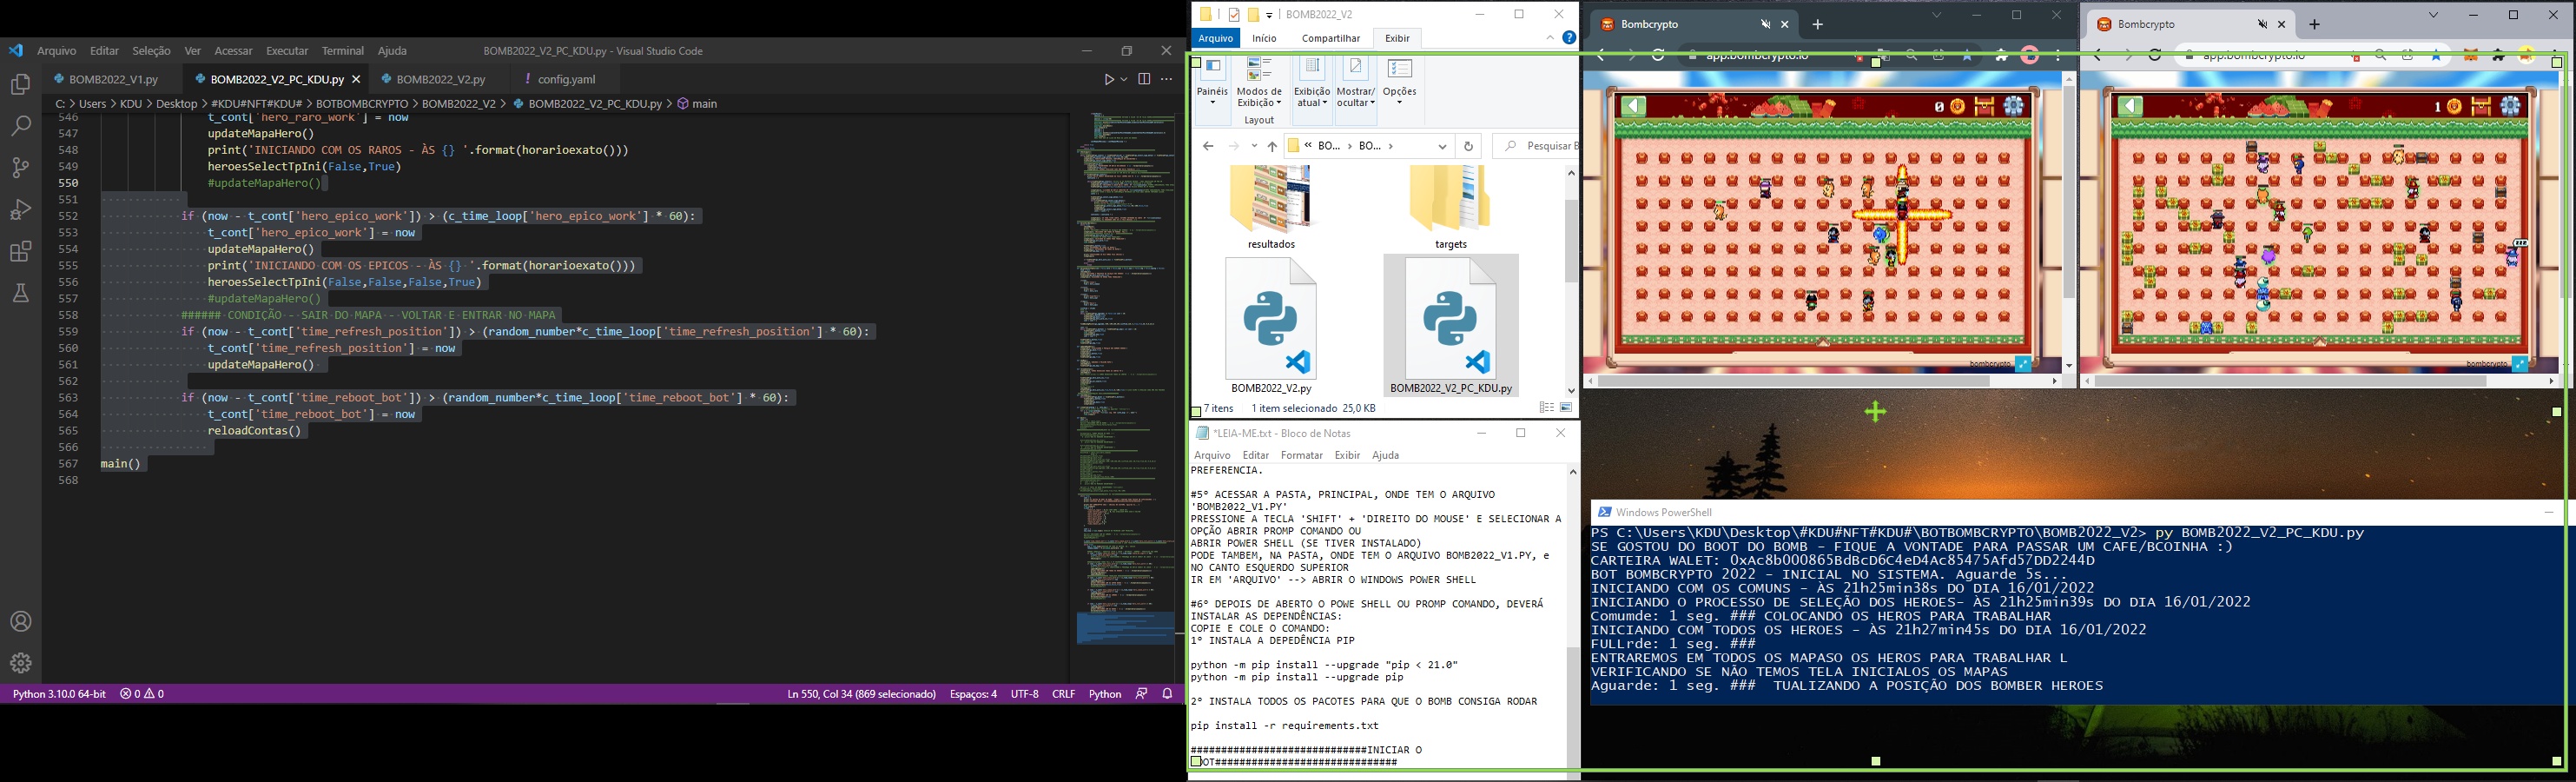 Arquivo Editar Seleção Ver Acessar Executar Terminal Ajuda
BOMB2022_V2_PC_KDU.py - Visual Studio Code
BOMB2022_V1.py
BOMB2022_V2_PC_KDU.py
BOMB2022_V2.py
! config.yaml
C: > Users > KDU > Desktop > #KDU#NFT#KDU# > BOTBOMBCRYPTO > BOMB2022_V2 > BOMB2022_V2_PC_KDU.py > main
546 t_cont['hero_raro_work'] = now
547 updateMapaHero()
548 print('INICIANDO COM OS RAROS - ÀS {} '.format(horarioexato()))
549 heroesSelectTpIni(False,True)
550 #updateMapaHero()
551
552 if (now - t_cont['hero_epico_work']) > (c_time_loop['hero_epico_work'] * 60):
553 t_cont['hero_epico_work'] = now
554 updateMapaHero()
555 print('INICIANDO COM OS EPICOS - ÀS {} '.format(horarioexato()))
556 heroesSelectTpIni(False,False,False,True)
557 #updateMapaHero()
558 ###### CONDIÇÃO - SAIR DO MAPA - VOLTAR E ENTRAR NO MAPA
559 if (now - t_cont['time_refresh_position']) > (random_number*c_time_loop['time_refresh_position'] * 60):
560 t_cont['time_refresh_position'] = now
561 updateMapaHero()
562
563 if (now - t_cont['time_reboot_bot']) > (random_number*c_time_loop['time_reboot_bot'] * 60):
564 t_cont['time_reboot_bot'] = now
565 reloadContas()
566
567 main()
568
Python 3.10.0 64-bit 0 0
Ln 550, Col 34 (869 selecionado) Espaços: 4 UTF-8 CRLF Python
BOMB2022_V2
Arquivo Início Compartilhar Exibir
Painéis
Modos de Exibição
Exibição atual
Mostrar/ ocultar
Opções
Layout
« BO... > BO... >
Pesquisar B
resultados
targets
BOMB2022_V2.py
BOMB2022_V2_PC_KDU.py
7 itens 1 item selecionado 25,0 KB
*LEIA-ME.txt - Bloco de Notas
Arquivo Editar Formatar Exibir Ajuda
PREFERENCIA.
#5º ACESSAR A PASTA, PRINCIPAL, ONDE TEM O ARQUIVO
'BOMB2022_V1.PY'
PRESSIONE A TECLA 'SHIFT' + 'DIREITO DO MOUSE' E SELECIONAR A
OPÇÃO ABRIR PROMP COMANDO OU
ABRIR POWER SHELL (SE TIVER INSTALADO)
PODE TAMBEM, NA PASTA, ONDE TEM O ARQUIVO BOMB2022_V1.PY, e
NO CANTO ESQUERDO SUPERIOR
IR EM 'ARQUIVO' --> ABRIR O WINDOWS POWER SHELL
#6º DEPOIS DE ABERTO O POWE SHELL OU PROMP COMANDO, DEVERÁ
INSTALAR AS DEPENDÊNCIAS:
COPIE E COLE O COMANDO:
1º INSTALA A DEPEDÊNCIA PIP
python -m pip install --upgrade "pip < 21.0"
python -m pip install --upgrade pip
2º INSTALA TODOS OS PACOTES PARA QUE O BOMB CONSIGA RODAR
pip install -r requirements.txt
#############################INICIAR O
OT##############################
Bombcrypto
app.bombcrypto.io
0
bombcrypto
Bombcrypto
app.bombcrypto.io
1
bombcrypto
Windows PowerShell
PS C:\Users\KDU\Desktop\#KDU#NFT#KDU#\BOTBOMBCRYPTO\BOMB2022_V2> py BOMB2022_V2_PC_KDU.py
SE GOSTOU DO BOOT DO BOMB - FIQUE A VONTADE PARA PASSAR UM CAFE/BCOINHA :)
CARTEIRA WALET: 0xAc8b000865BdBcD6c4eD4Ac85475Afd57DD2244D
BOT BOMBCRYPTO 2022 - INICIAL NO SISTEMA. Aguarde 5s...
INICIANDO COM OS COMUNS - ÀS 21h25min38s DO DIA 16/01/2022
INICIANDO O PROCESSO DE SELEÇÃO DOS HEROES- ÀS 21h25min39s DO DIA 16/01/2022
Comumde: 1 seg. ### COLOCANDO OS HEROS PARA TRABALHAR
INICIANDO COM TODOS OS HEROES - ÀS 21h27min45s DO DIA 16/01/2022
FULLrde: 1 seg. ###
ENTRAREMOS EM TODOS OS MAPASO OS HEROS PARA TRABALHAR L
VERIFICANDO SE NÃO TEMOS TELA INICIALOS OS MAPAS
Aguarde: 1 seg. ### TUALIZANDO A POSIÇÃO DOS BOMBER HEROES